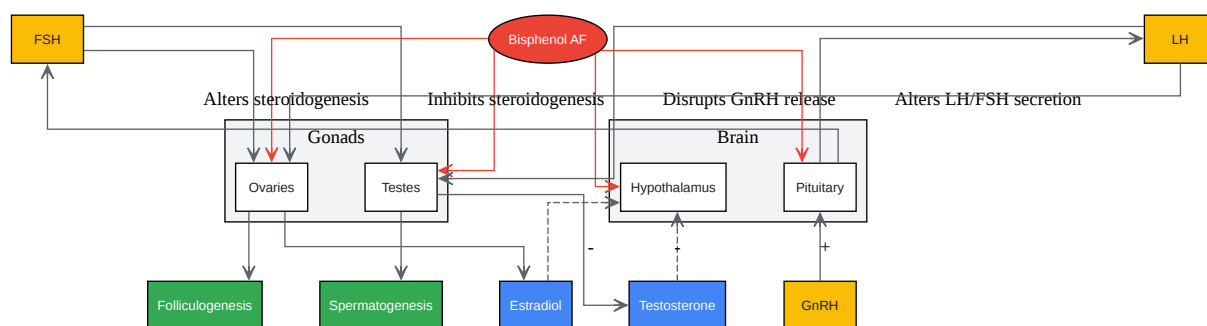 FSH
Bisphenol AF
LH
Alters steroidogenesis
Inhibits steroidogenesis
Disrupts GnRH release
Alters LH/FSH secretion
Gonads
Brain
Ovaries
Testes
Hypothalamus
Pituitary
-
-
+
Folliculogenesis
Spermatogenesis
Estradiol
Testosterone
GnRH